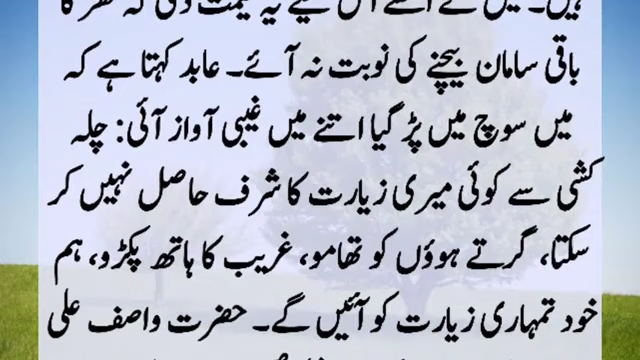 ہیں۔ میں نے اسے اس لیے یہ قیمت دی کہ گھر کا
باقی سامان بیچنے کی نوبت نہ آئے۔ عابد کہتا ہے کہ
میں سوچ میں پڑ گیا اتنے میں غیبی آواز آئی: چلہ
کشی سے کوئی میری زیارت کا شرف حاصل نہیں کر
سکتا، گرتے ہوؤں کو تھامو، غریب کا ہاتھ پکڑو، ہم
خود تمہاری زیارت کو آئیں گے۔ حضرت واصف علی